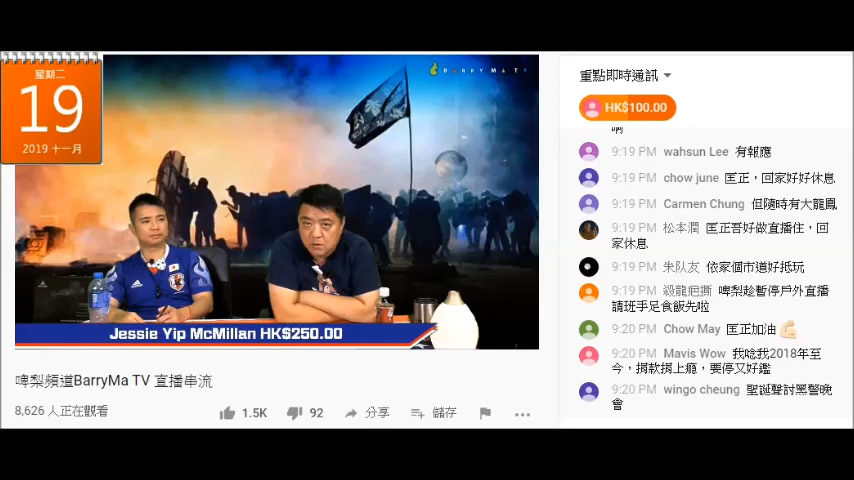 星期二
19
2019 十一月
BARRY MA TV
Jessie Yip McMillan HK$250.00
啤梨頻道BarryMa TV 直播串流
8,626 人正在觀看
1.5K
92
分享
儲存
重點即時通訊
HK$100.00
9:19 PM wahsun Lee 有報應
9:19 PM chow june 匡正，回家好好休息
9:19 PM Carmen Chung 但隨時有大龍鳳
9:19 PM 松本潤 匡正吾好做直播住，回
家休息
9:19 PM 朱队友 依家個市道好抵玩
9:19 PM 殺龍疤撕 啤梨趁暫停戶外直播
請班手足食飯先啦
9:20 PM Chow May 匡正加油💪🏻
9:20 PM Mavis Wow 我唸我2018年至
今，捐款捐上癮，要停又好鑑
9:20 PM wingo cheung 聖誕聲討黑警晚
會